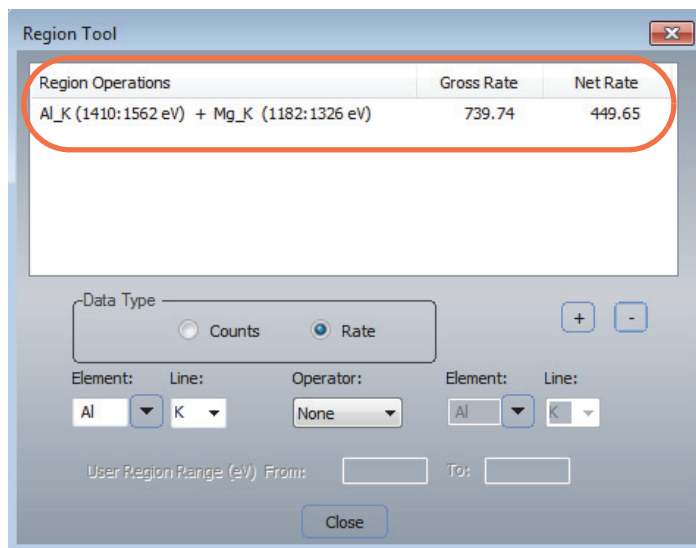 Region Tool
Region Operations Gross Rate Net Rate
Al_K (1410:1562 eV) + Mg_K (1182:1326 eV) 739.74 449.65
Data Type
Counts Rate
+ -
Element: Line: Operator: Element: Line:
Al K None Al K
User Region Range (eV) From: To:
Close